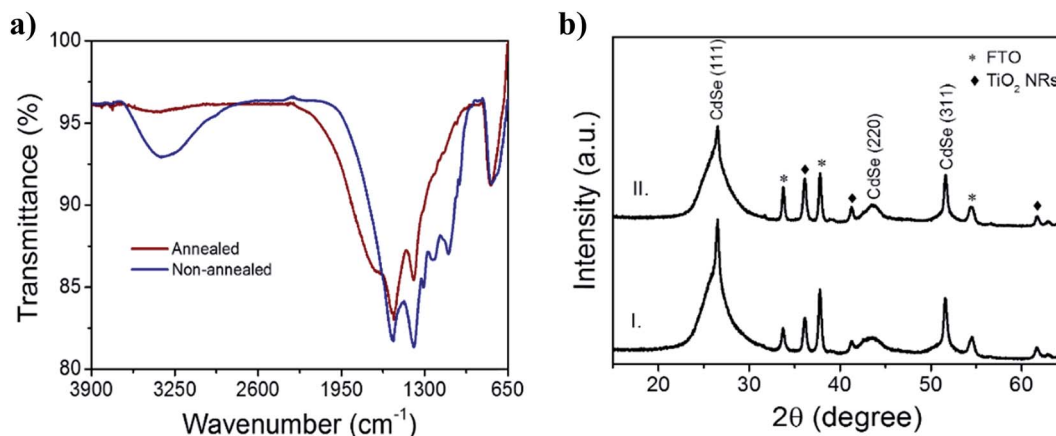 a)
100
95
90
85
80
Transmittance (%)
Annealed
Non-annealed
3900 3250 2600 1950 1300 650
Wavenumber (cm⁻¹)
b)
Intensity (a.u.)
CdSe (111)
CdSe (220)
CdSe (311)
* FTO
♦ TiO₂ NRs
II.
I.
20 30 40 50 60
2θ (degree)